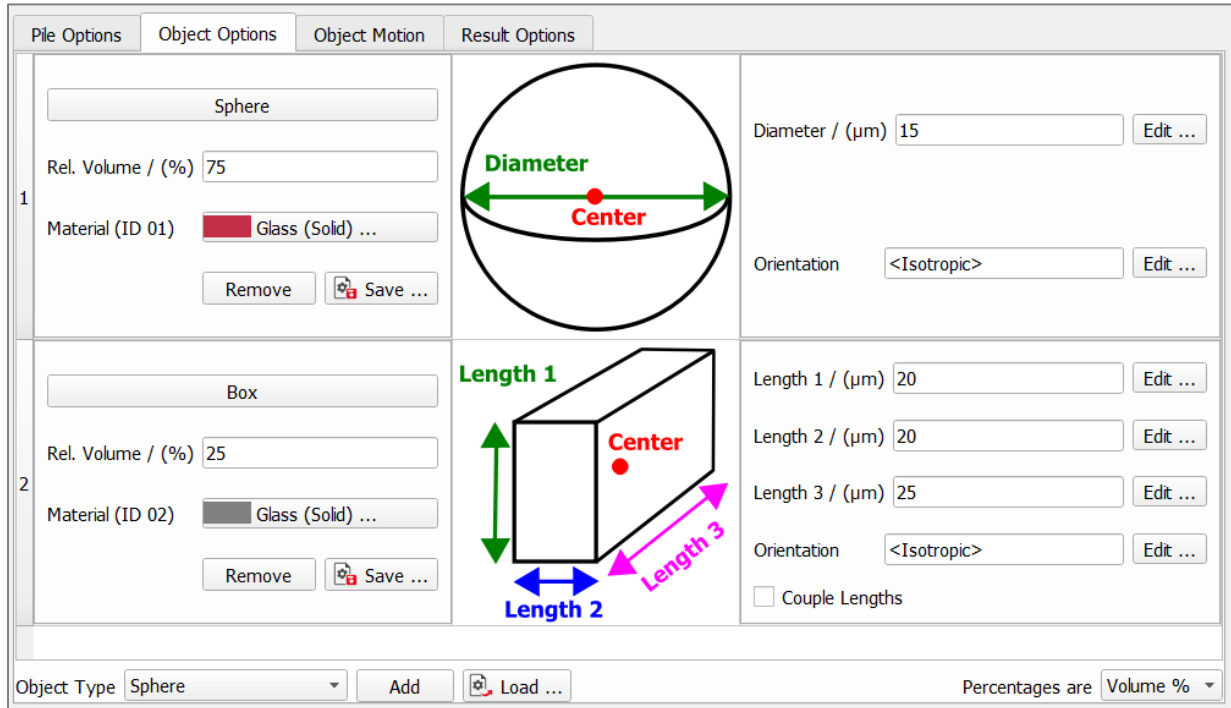 Pile Options Object Options Object Motion Result Options
1
Sphere
Rel. Volume / (%) 75
Material (ID 01) Glass (Solid) ...
Remove Save ...
Diameter
Center
Diameter / (µm) 15 Edit ...
Orientation <Isotropic> Edit ...
2
Box
Rel. Volume / (%) 25
Material (ID 02) Glass (Solid) ...
Remove Save ...
Length 1
Center
Length 3
Length 2
Length 1 / (µm) 20 Edit ...
Length 2 / (µm) 20 Edit ...
Length 3 / (µm) 25 Edit ...
Orientation <Isotropic> Edit ...
Couple Lengths
Object Type Sphere Add Load ... Percentages are Volume %